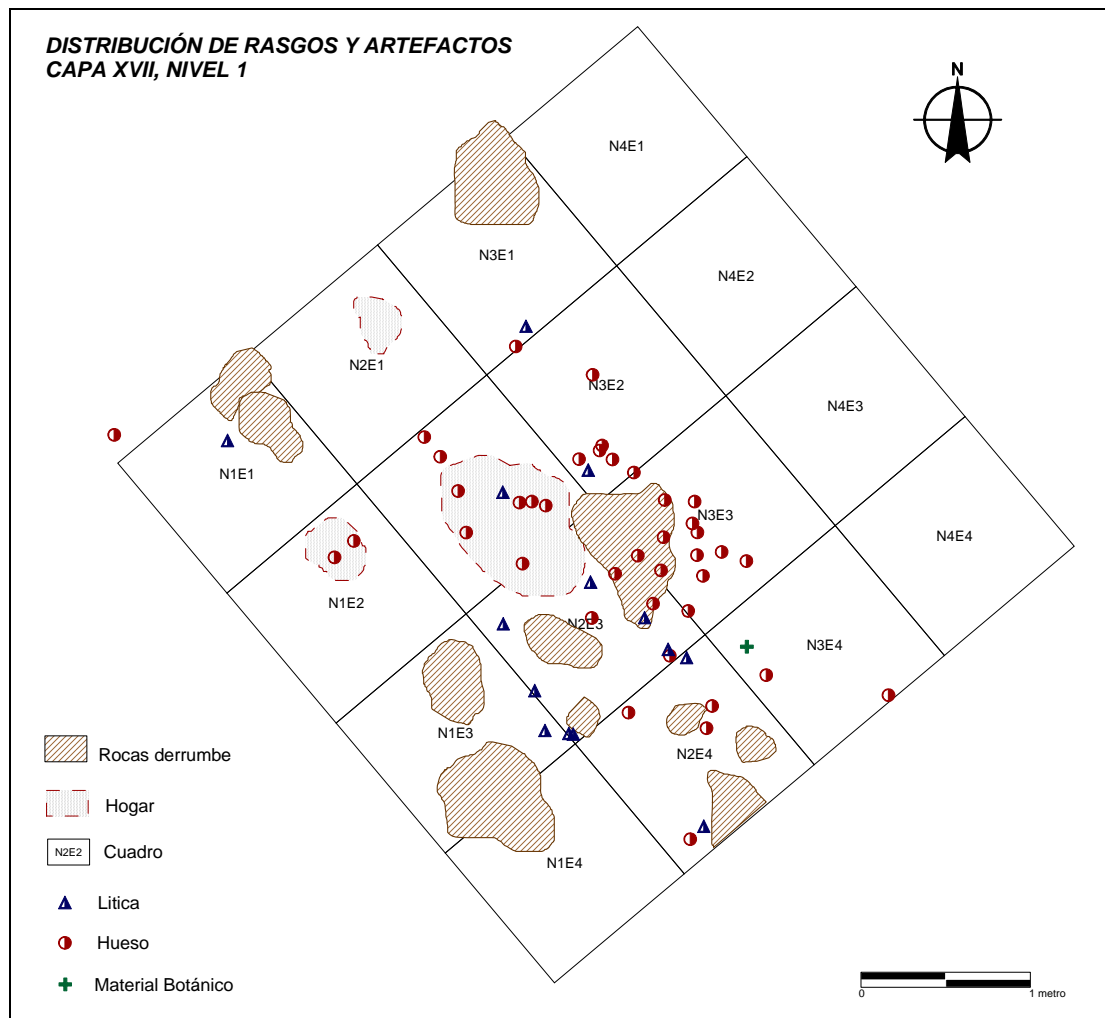 DISTRIBUCIÓN DE RASGOS Y ARTEFACTOS
CAPA XVII, NIVEL 1
N
N4E1
N3E1
N4E2
N2E1
N3E2
N4E3
N1E1
N3E3
N4E4
N1E2
N2E3
N3E4
N1E3
N2E4
N1E4
Rocas derrumbe
Hogar
N2E2 Cuadro
Litica
Hueso
Material Botánico
0 1 metro